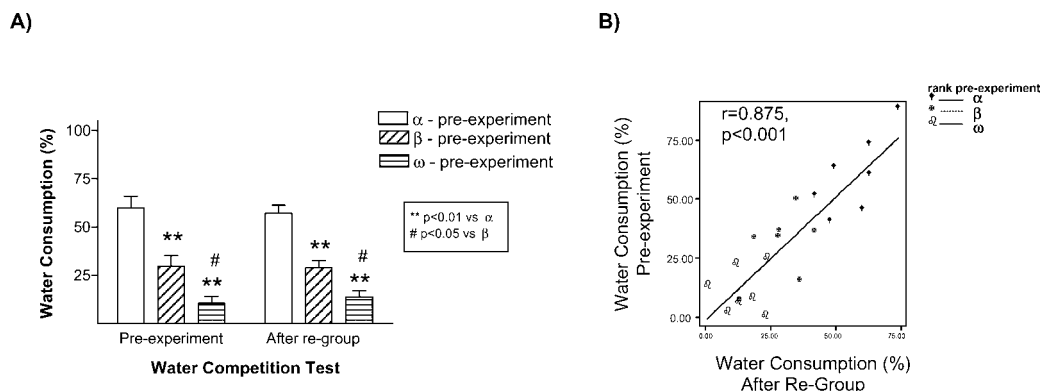 A)
Water Consumption (%)
100
75
50
25
α - pre-experiment
β - pre-experiment
ω - pre-experiment
** p<0.01 vs α
# p<0.05 vs β
**
#
**
**
#
**
Pre-experiment
After re-group
Water Competition Test
B)
rank pre-experiment
α
β
ω
r=0.875,
p<0.001
Water Consumption (%)
Pre-experiment
75.00
50.00
25.00
0.00
0.00
25.00
50.00
75.00
Water Consumption (%)
After Re-Group